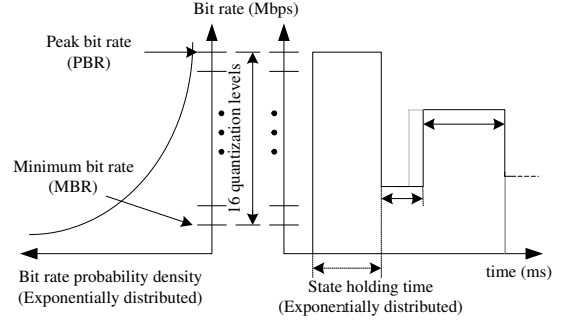 Bit rate (Mbps)
Peak bit rate
(PBR)
16 quantization levels
Minimum bit rate
(MBR)
time (ms)
Bit rate probability density
(Exponentially distributed)
State holding time
(Exponentially distributed)